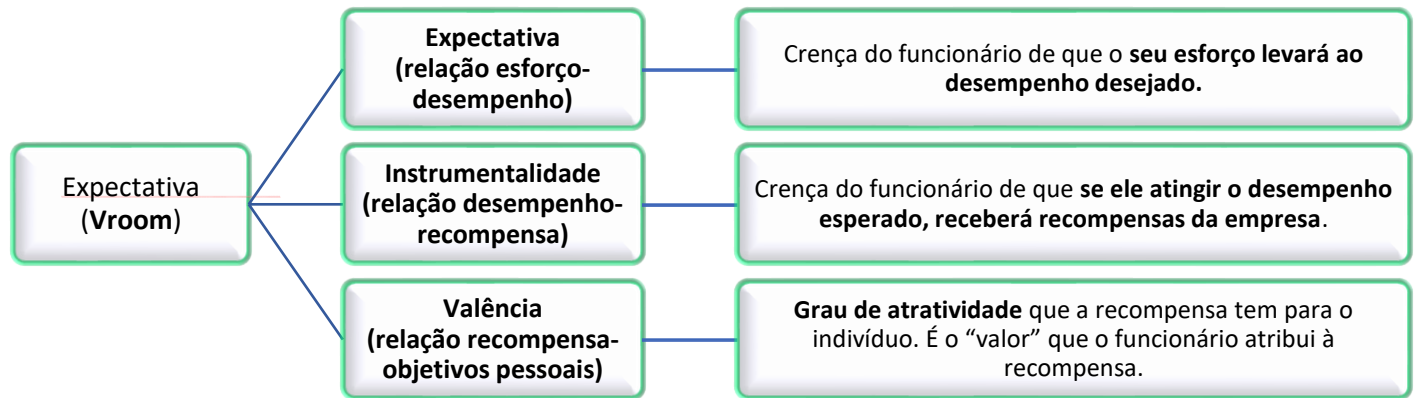 Expectativa
(Vroom)
Expectativa
(relação esforço-
desempenho)
Crença do funcionário de que o seu esforço levará ao
desempenho desejado.
Instrumentalidade
(relação desempenho-
recompensa)
Crença do funcionário de que se ele atingir o desempenho
esperado, receberá recompensas da empresa.
Valência
(relação recompensa-
objetivos pessoais)
Grau de atratividade que a recompensa tem para o
indivíduo. É o “valor” que o funcionário atribui à
recompensa.